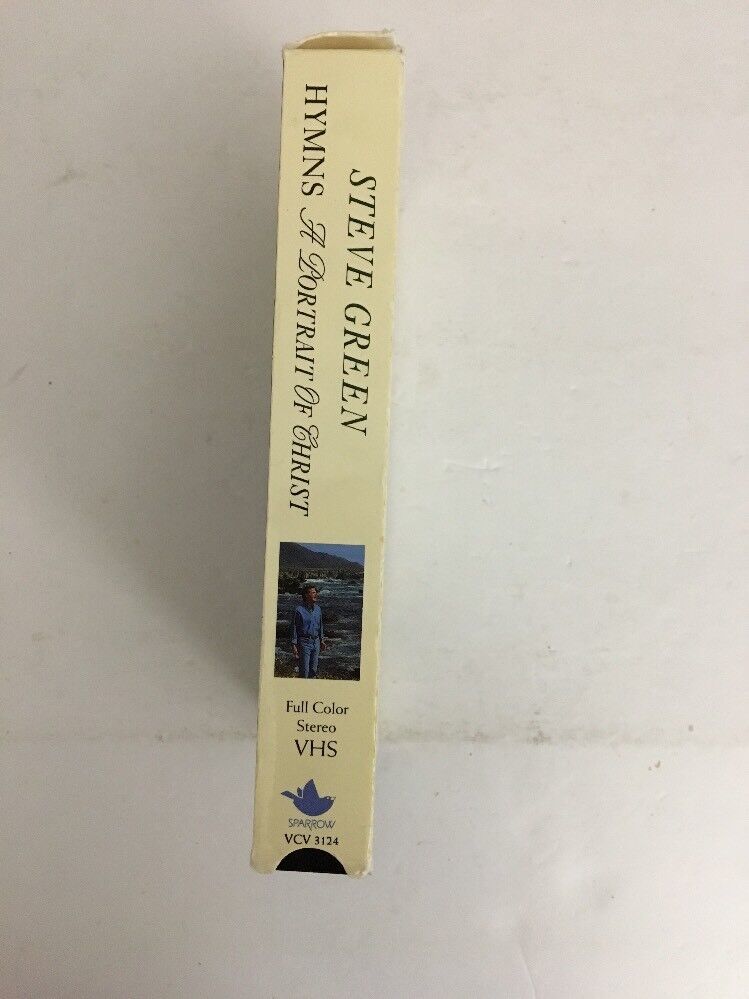 STEVE GREEN
HYMNS A PORTRAIT OF CHRIST
Full Color
Stereo
VHS
SPARROW
VCV 3124